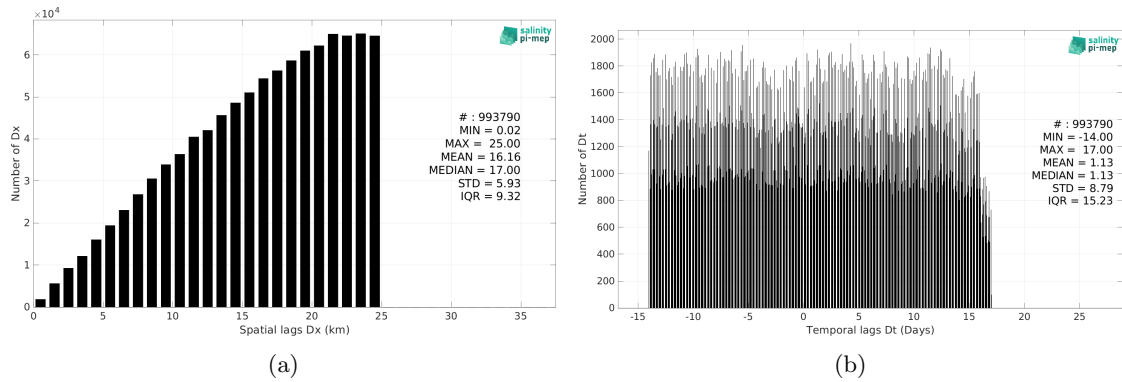 ×10⁴
6
5
4
3
2
1
0
Number of Dx
0 5 10 15 20 25 30 35
Spatial lags Dx (km)
salinity
pi-mep
# : 993790
MIN = 0.02
MAX = 25.00
MEAN = 16.16
MEDIAN = 17.00
STD = 5.93
IQR = 9.32
(a)
2000
1800
1600
1400
1200
1000
800
600
400
200
0
Number of Dt
-15 -10 -5 0 5 10 15 20 25
Temporal lags Dt (Days)
salinity
pi-mep
# : 993790
MIN = -14.00
MAX = 17.00
MEAN = 1.13
MEDIAN = 1.13
STD = 8.79
IQR = 15.23
(b)